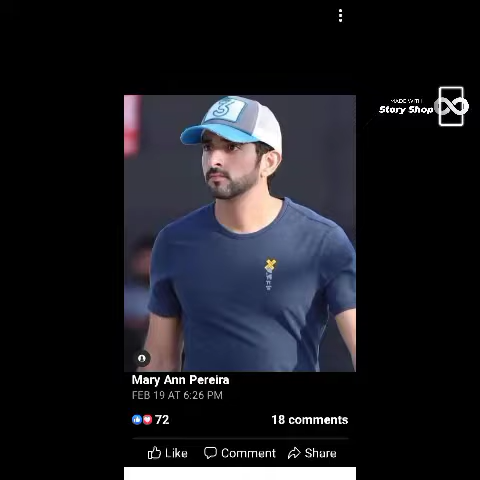 MADE WITH
Story Shop
3
Mary Ann Pereira
FEB 19 AT 6:26 PM
72
18 comments
Like
Comment
Share